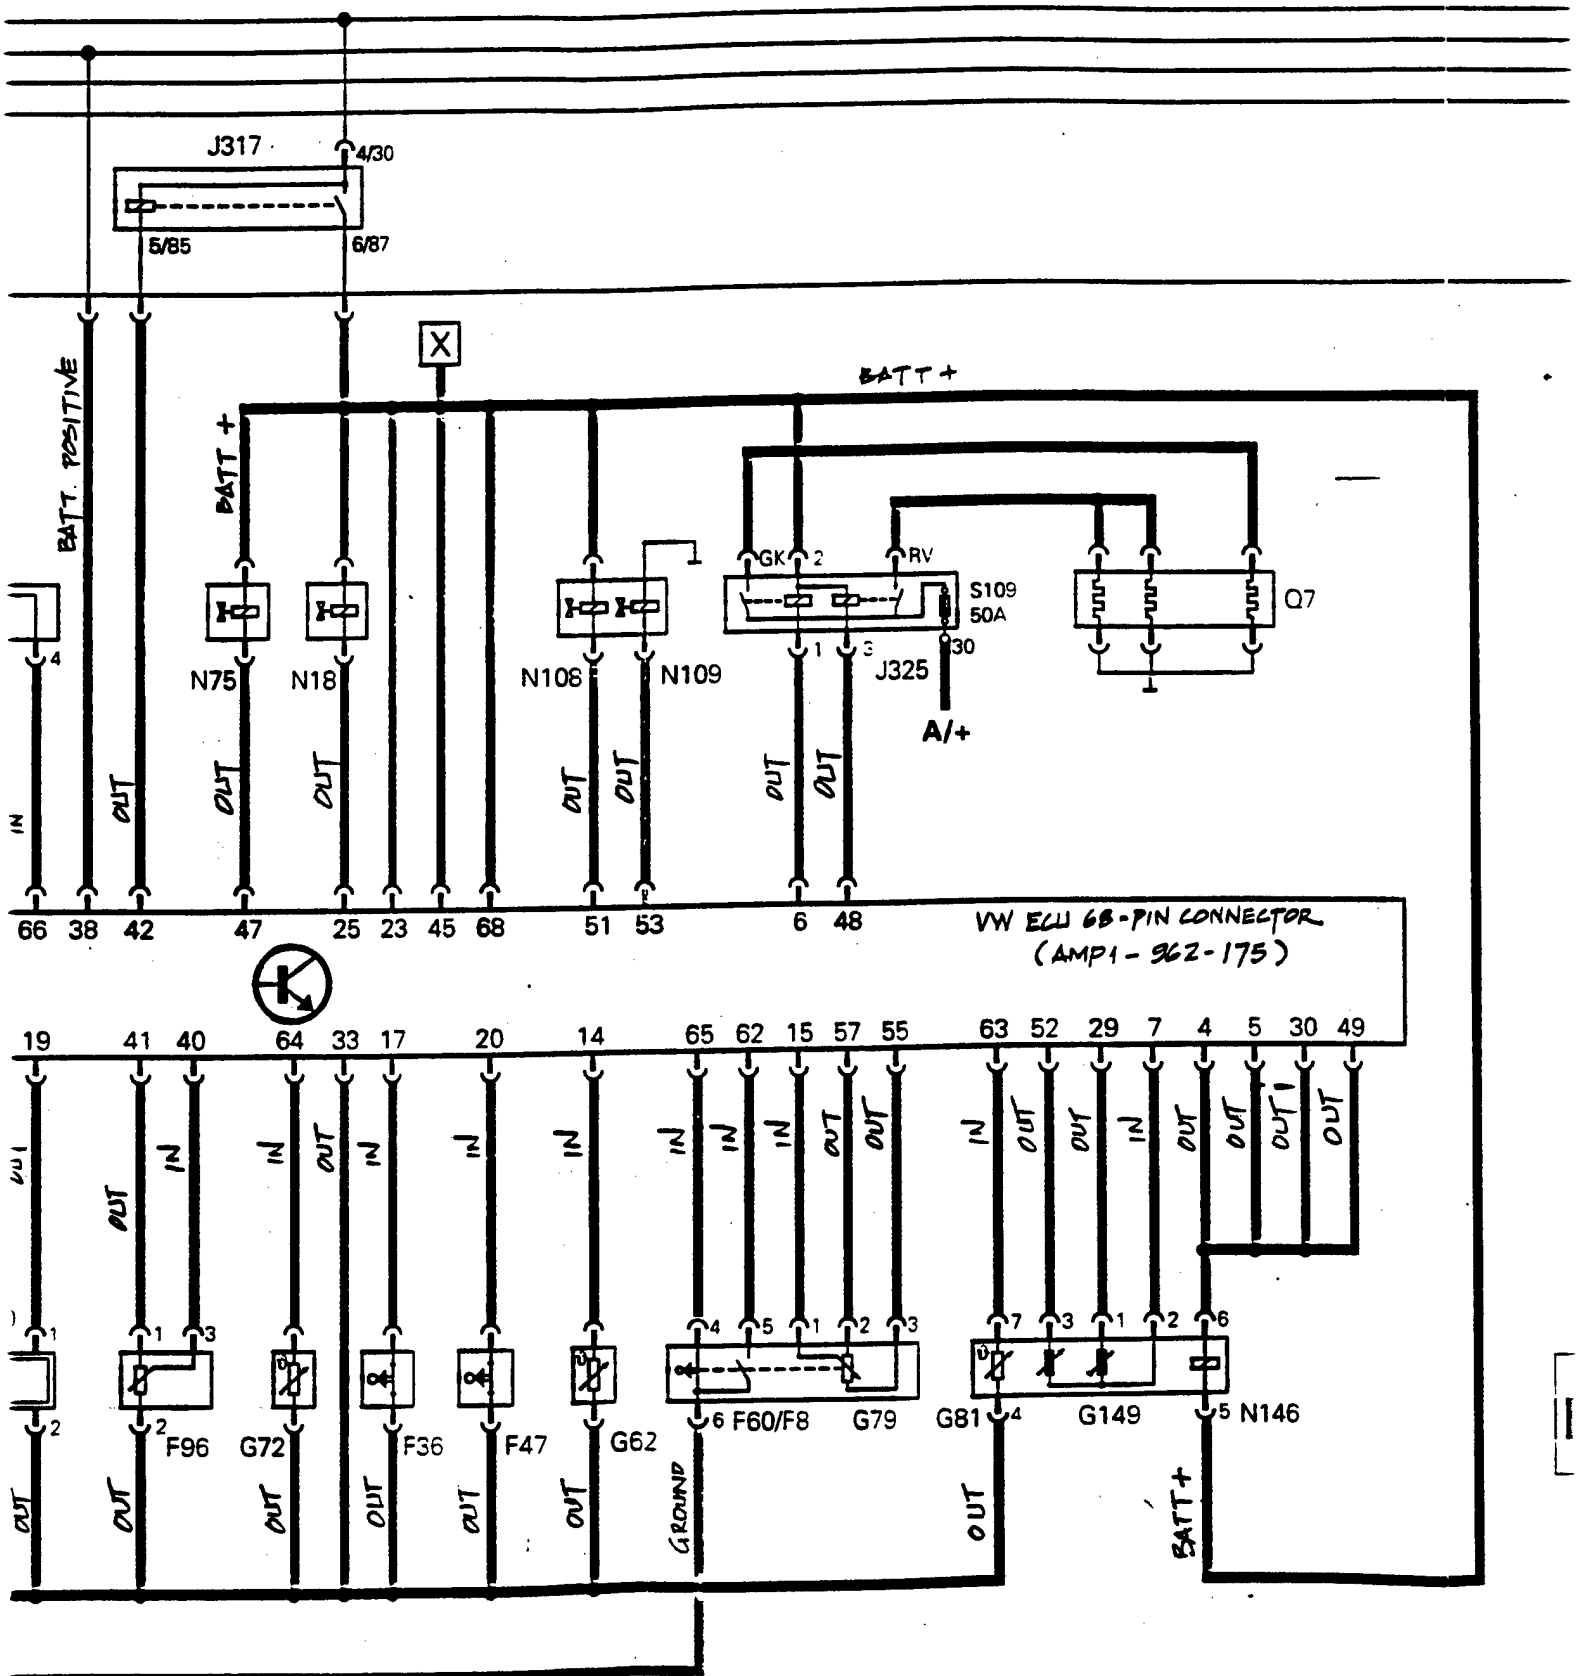 J317
4/30
5/85
6/87
X
BATT. POSITIVE
BATT +
BATT +
GK
2
RV
S109
50A
Q7
4
1
3
30
N75
N18
N108
N109
J325
A/+
IN
OUT
OUT
OUT
OUT
OUT
OUT
OUT
66 38 42 47 25 23 45 68 51 53 6 48
VW ECU 68-PIN CONNECTOR
(AMP1-962-175)
19 41 40 64 33 17 20 14 65 62 15 57 55 63 52 29 7 4 5 30 49
OUT
IN
IN
OUT
IN
IN
IN
IN
IN
IN
OUT
OUT
IN
OUT
OUT
IN
OUT
OUT
OUT
OUT
1 1 3 4 5 1 2 3 7 3 1 2 6
2 2 F96 G72 F36 F47 G62 6 F60/F8 G79 G81 4 G149 5 N146
OUT
OUT
OUT
OUT
OUT
OUT
GROUND
OUT
BATT+